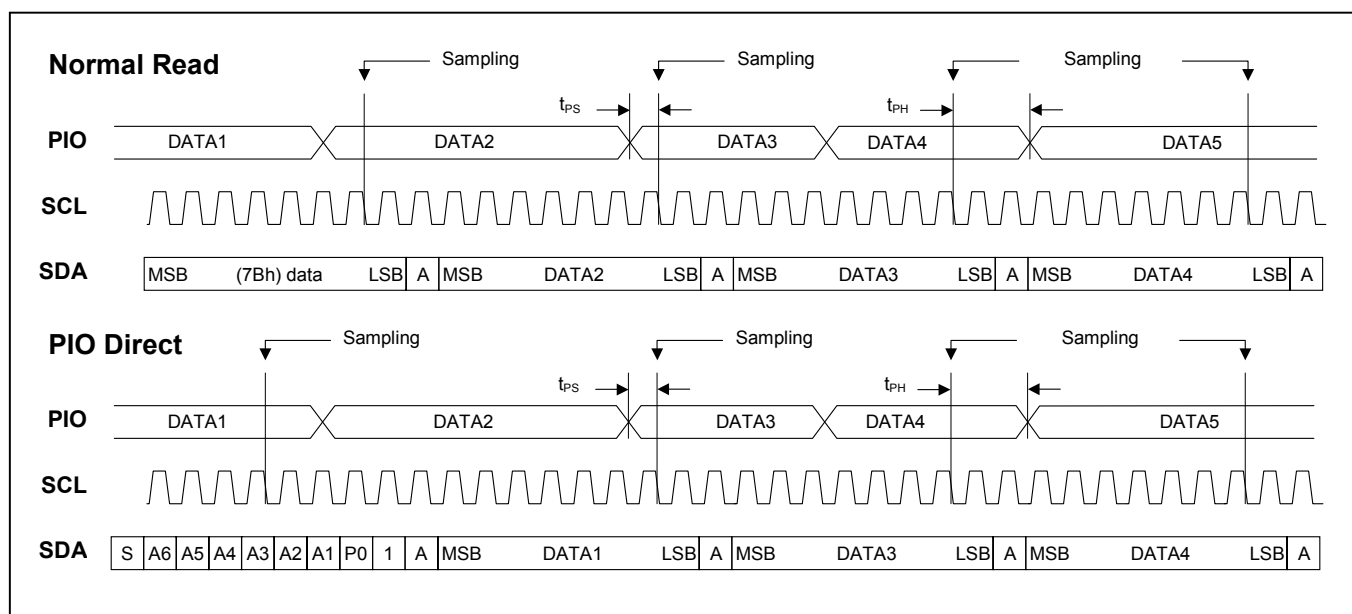 Normal Read
Sampling Sampling Sampling
tPS tPH
PIO DATA1 DATA2 DATA3 DATA4 DATA5
SCL
SDA MSB (7Bh) data LSB A MSB DATA2 LSB A MSB DATA3 LSB A MSB DATA4 LSB A
PIO Direct
Sampling Sampling Sampling
tPS tPH
PIO DATA1 DATA2 DATA3 DATA4 DATA5
SCL
SDA S A6 A5 A4 A3 A2 A1 P0 1 A MSB DATA1 LSB A MSB DATA3 LSB A MSB DATA4 LSB A